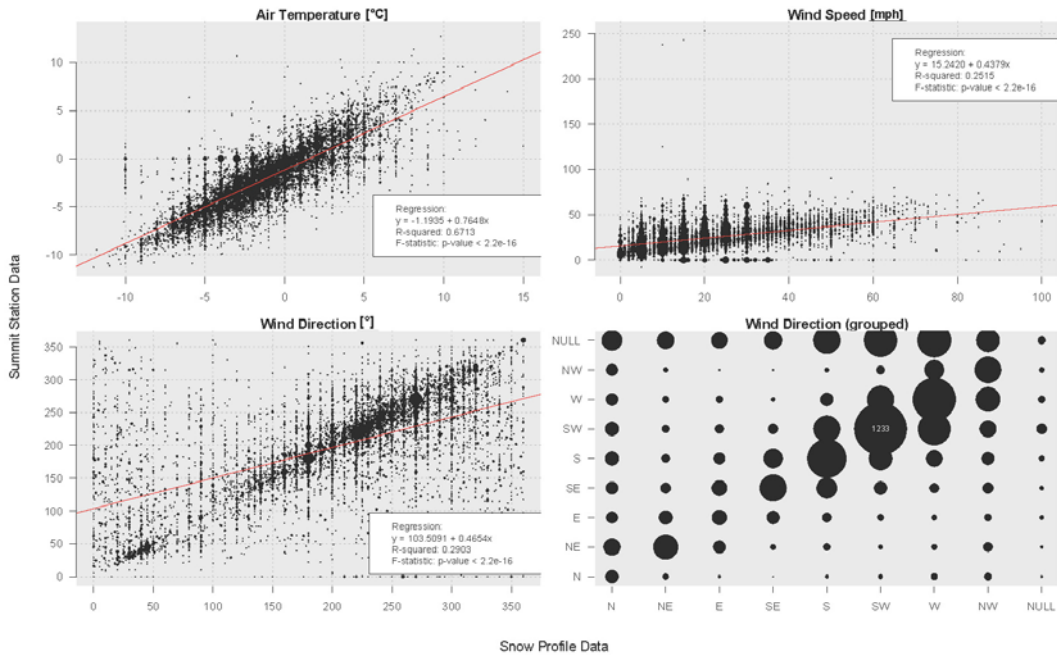 Air Temperature [°C]
Wind Speed [mph]
Regression:
y = -1.1935 + 0.7648x
R-squared: 0.6713
F-statistic: p-value < 2.2e-16
10
5
0
-5
-10
-10
-5
0
5
10
15
Regression:
y = 15.2420 + 0.4379x
R-squared: 0.2515
F-statistic: p-value < 2.2e-16
250
200
150
100
50
0
0
20
40
60
80
100
Summit Station Data
Wind Direction [°]
Wind Direction (grouped)
350
300
250
200
150
100
50
0
Regression:
y = 103.5091 + 0.4654x
R-squared: 0.2903
F-statistic: p-value < 2.2e-16
0
50
100
150
200
250
300
350
NULL
NW
W
SW
1233
S
SE
E
NE
N
N
NE
E
SE
S
SW
W
NW
NULL
Snow Profile Data